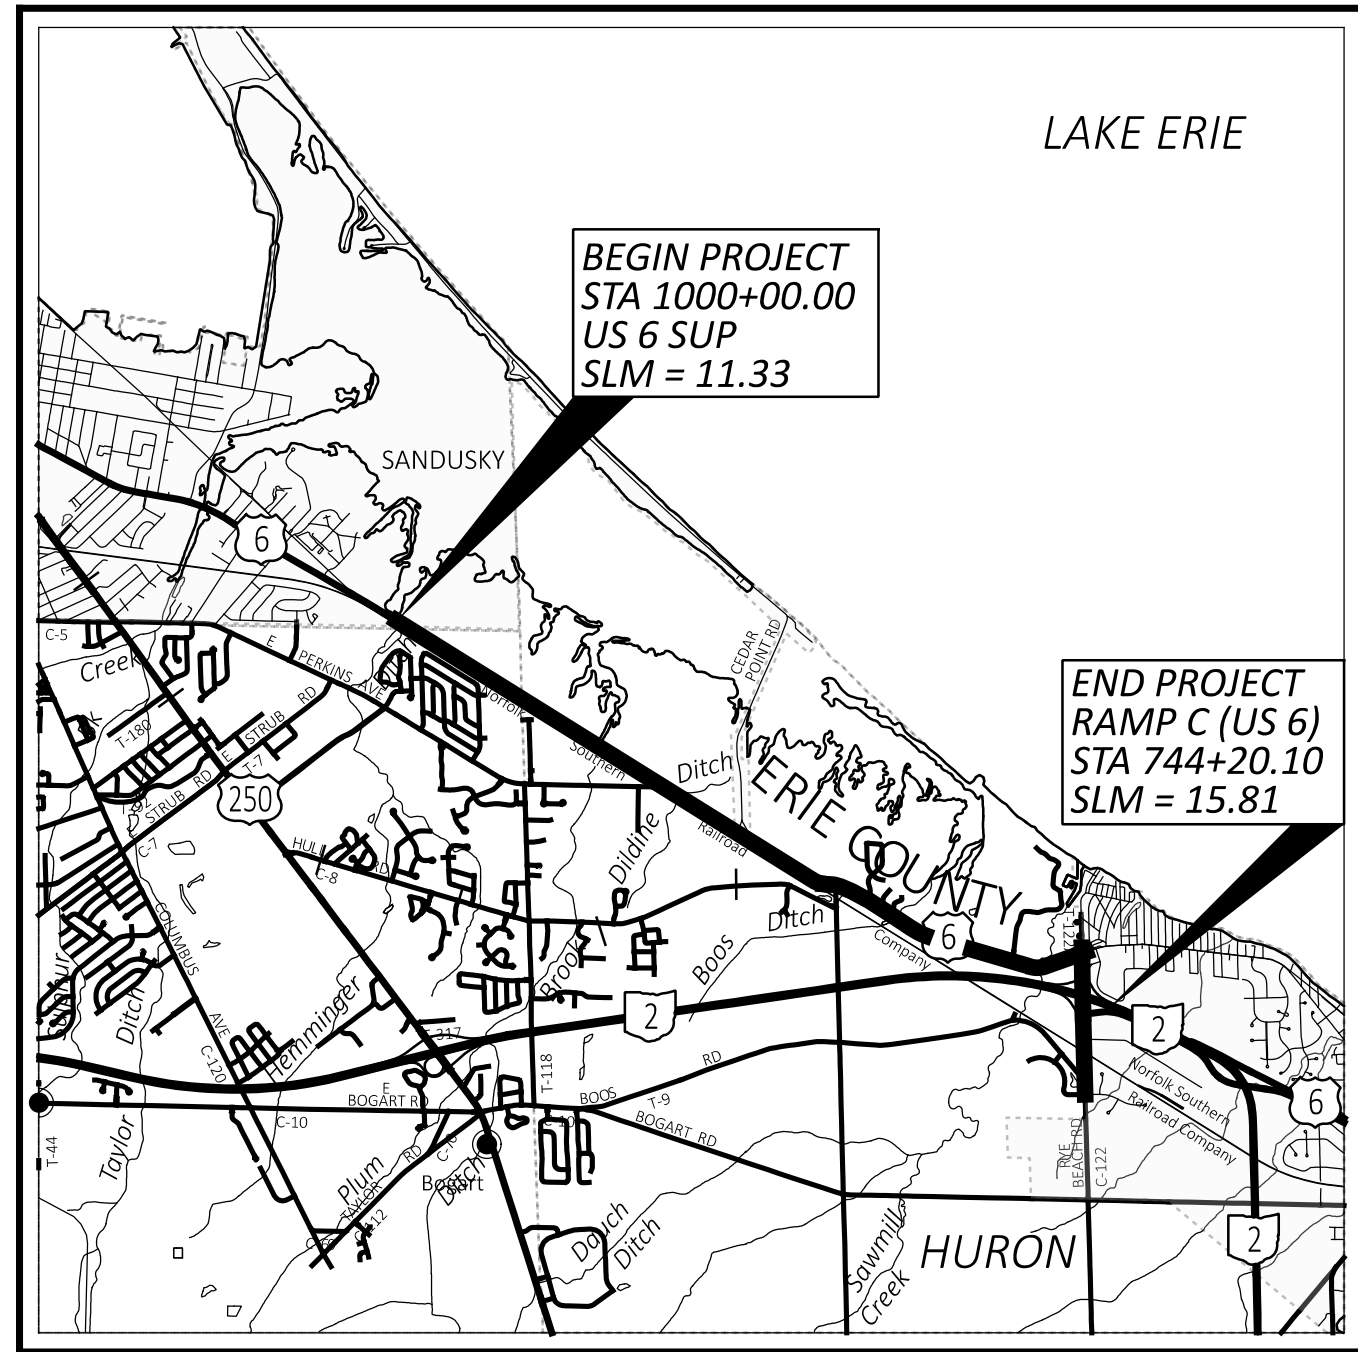 LAKE ERIE
BEGIN PROJECT
STA 1000+00.00
US 6 SUP
SLM = 11.33
SANDUSKY
6
C-5
Creek
E
PERKINS AVE
CEDAR
POINT RD
END PROJECT
RAMP C (US 6)
STA 744+20.10
SLM = 15.81
Norfolk
Southern
Railroad
Company
T-180
E STRUB RD
T-7
250
STRUB RD
C-7
Ditch
ERIE COUNTY
HULL RD
C-8
Dildine
Ditch
6
COLUMBUS
AVE
C-120
Ditch
Hemminger
Brook
Boos
2
2
T-317
T-118
RD
BOOS
T-9
E
BOGART RD
C-10
C-10
BOGART RD
Norfolk Southern
Railroad Company
6
T-44
Taylor
Plum
TAYLOR
RD
Ditch
Bogart
RYE
BEACH RD
C-122
Dauch
Ditch
Sawmill
Creek
HURON
2